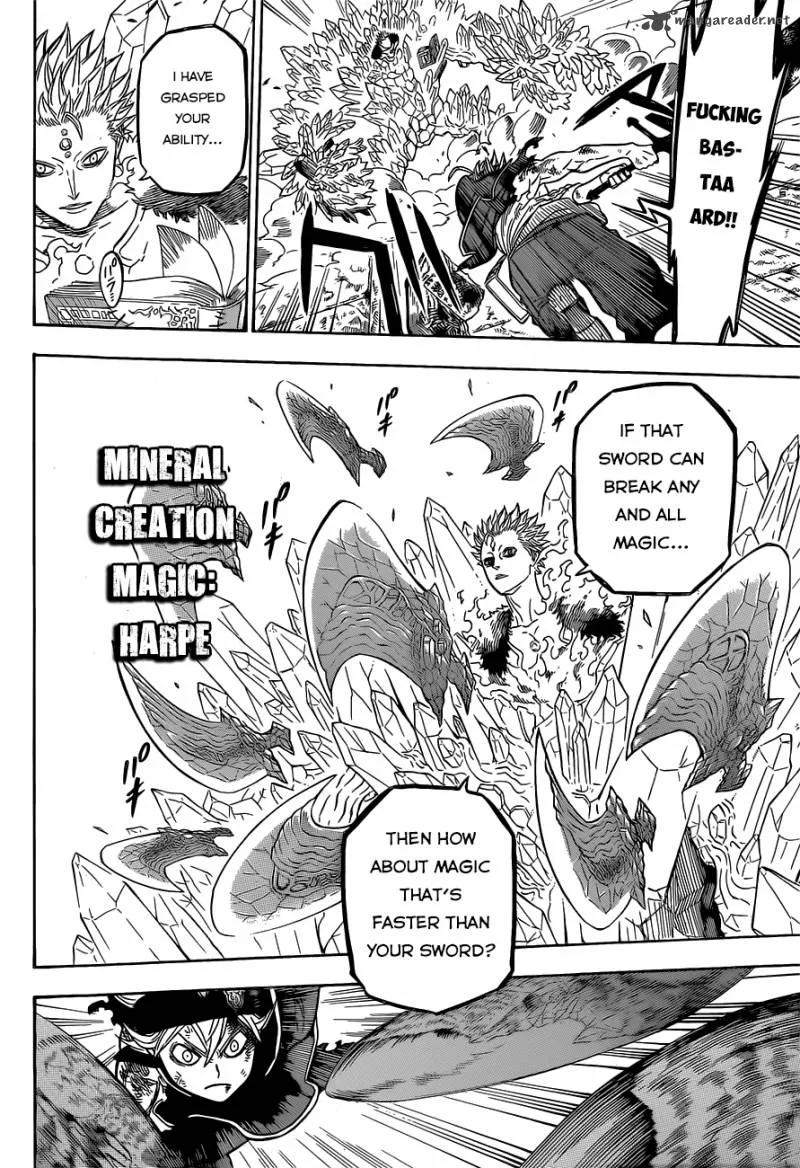 mangareader.net
FUCKING
BAS-
TAA
ARD!!
I HAVE
GRASPED
YOUR
ABILITY...
IF THAT
SWORD CAN
BREAK ANY
AND ALL
MAGIC...
MINERAL
CREATION
MAGIC:
HARPE
THEN HOW
ABOUT MAGIC
THAT'S
FASTER THAN
YOUR SWORD?